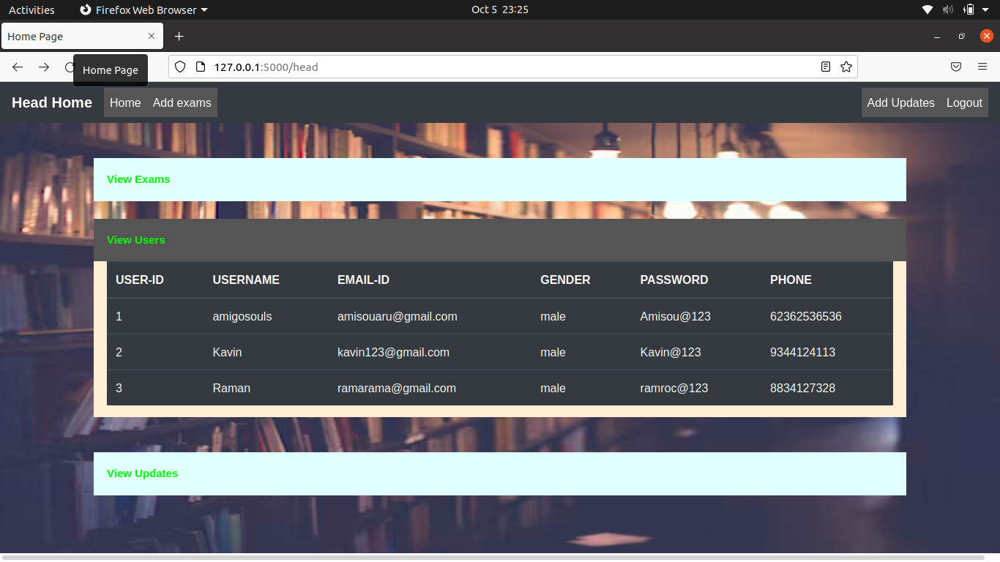 Activities Firefox Web Browser Oct 5 23:25
Home Page
Home Page 127.0.0.1:5000/head
Head Home Home Add exams Add Updates Logout
View Exams
View Users
USER-ID USERNAME EMAIL-ID GENDER PASSWORD PHONE
1 amigosouls amisouaru@gmail.com male Amisou@123 62362536536
2 Kavin kavin123@gmail.com male Kavin@123 9344124113
3 Raman ramarama@gmail.com male ramroc@123 8834127328
View Updates